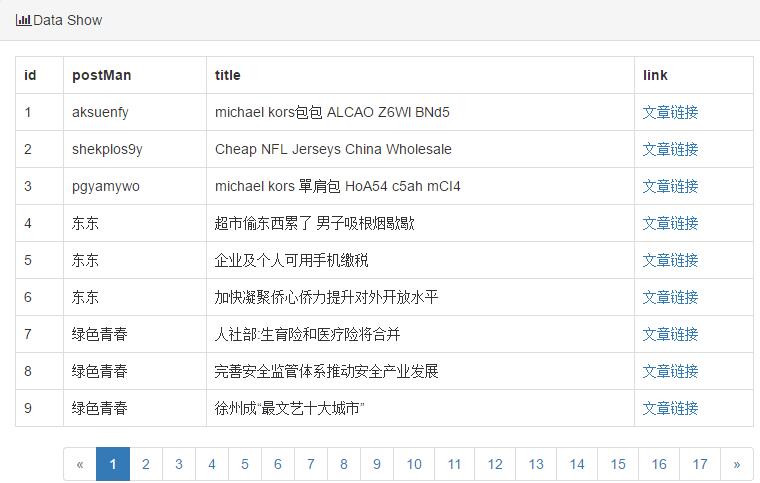 Data Show
id postMan title link
1 aksuenfy michael kors包包 ALCAO Z6WI BNd5 文章链接
2 shekplos9y Cheap NFL Jerseys China Wholesale 文章链接
3 pgyamywo michael kors 單肩包 HoA54 c5ah mCI4 文章链接
4 东东 超市偷东西累了 男子吸根烟歇歇 文章链接
5 东东 企业及个人可用手机缴税 文章链接
6 东东 加快凝聚侨心侨力提升对外开放水平 文章链接
7 绿色青春 人社部:生育险和医疗险将合并 文章链接
8 绿色青春 完善安全监管体系推动安全产业发展 文章链接
9 绿色青春 徐州成“最文艺十大城市” 文章链接
« 1 2 3 4 5 6 7 8 9 10 11 12 13 14 15 16 17 »